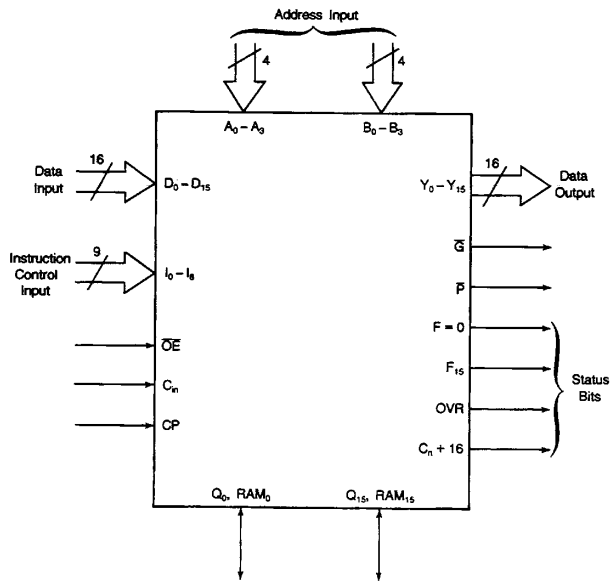 Address Input
4
4
A₀ – A₃
B₀ – B₃
16
Data
Input
D₀ – D₁₅
Y₀ – Y₁₅
16
Data
Output
9
Instruction
Control
Input
I₀ – I₈
G̅
P̅
F = 0
F₁₅
OVR
Cₙ + 16
Status
Bits
O̅E̅
Cᵢₙ
CP
Q₀, RAM₀
Q₁₅, RAM₁₅